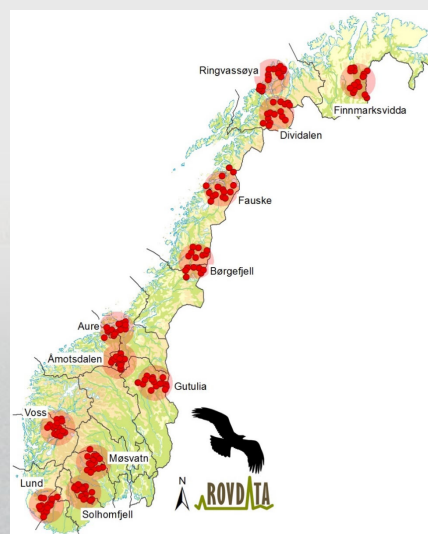 Ringvassøya
Finnmarksvidda
Dividalen
Fauske
Børgefjell
Aure
Åmotsdalen
Gutulia
Voss
Møsvatn
Lund
Solhomfjell
N
ROVDATA